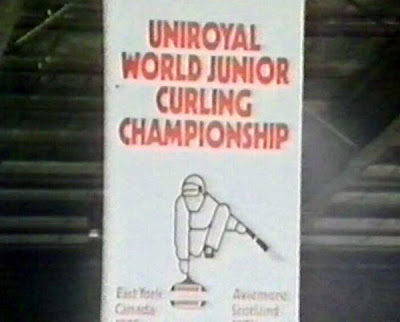 UNIROYAL
WORLD JUNIOR
CURLING
CHAMPIONSHIP
East York Aviemore
Canada Scotland